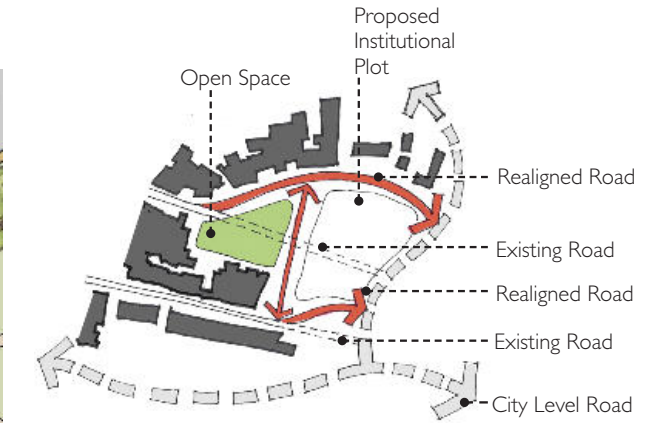 Proposed
Institutional
Plot
Open Space
Realigned Road
Existing Road
Realigned Road
Existing Road
City Level Road